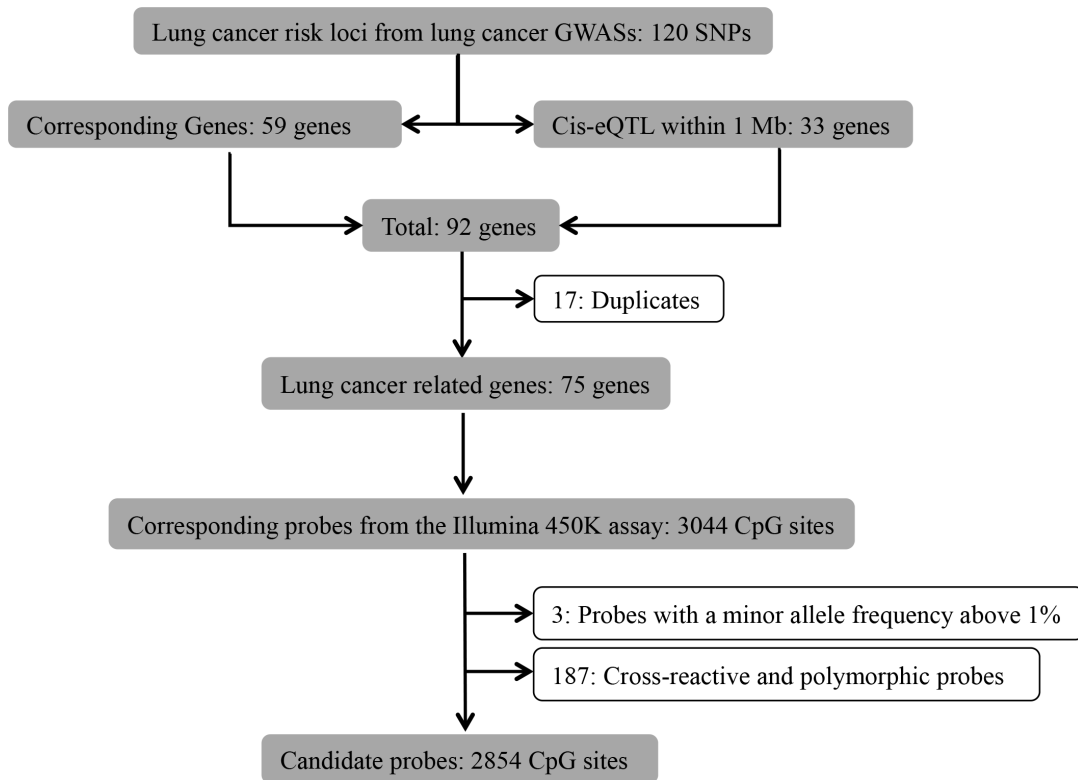 Lung cancer risk loci from lung cancer GWASs: 120 SNPs
Corresponding Genes: 59 genes
Cis-eQTL within 1 Mb: 33 genes
Total: 92 genes
17: Duplicates
Lung cancer related genes: 75 genes
Corresponding probes from the Illumina 450K assay: 3044 CpG sites
3: Probes with a minor allele frequency above 1%
187: Cross-reactive and polymorphic probes
Candidate probes: 2854 CpG sites